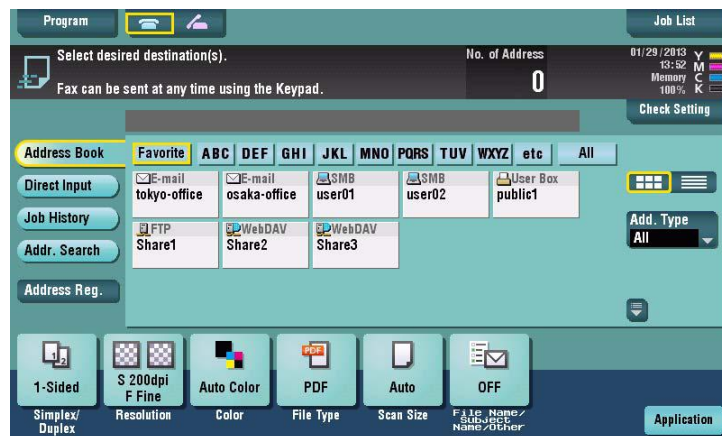 Program
Job List
Select desired destination(s).
Fax can be sent at any time using the Keypad.
No. of Address
0
01/29/2013
13:52
Memory
100%
Y
M
C
K
Check Setting
Address Book
Favorite ABC DEF GHI JKL MNO PQRS TUV WXYZ etc All
Direct Input
Job History
Addr. Search
Address Reg.
E-mail
tokyo-office
E-mail
osaka-office
SMB
user01
SMB
user02
User Box
public1
FTP
Share1
WebDAV
Share2
WebDAV
Share3
Add. Type
All
1 2
1-Sided
Simplex/
Duplex
S 200dpi
F Fine
Resolution
Auto Color
Color
PDF
PDF
File Type
Auto
Scan Size
OFF
File Name/
Subject
Name/Other
Application